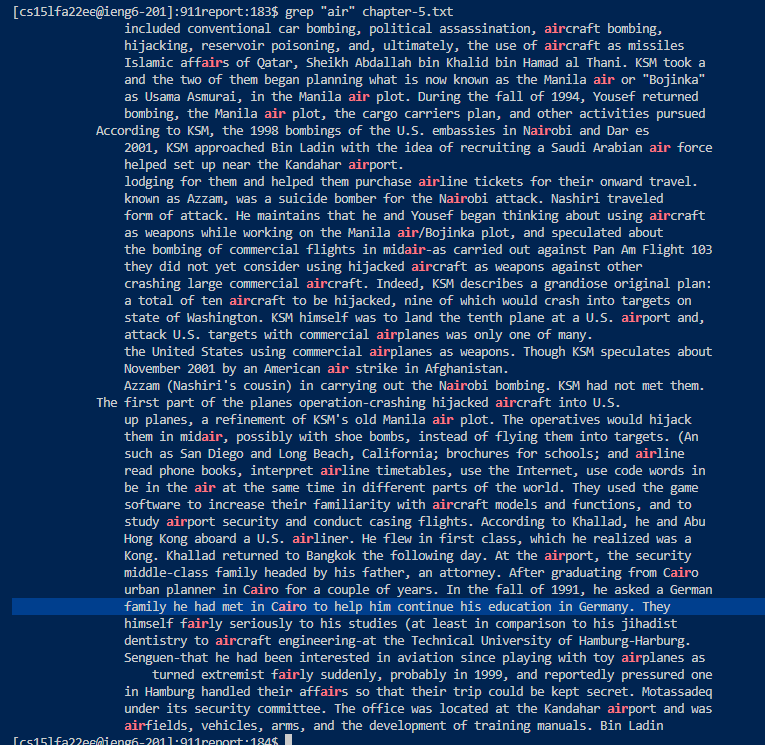 [cs15lfa22ee@ieng6-201]:911report:183$ grep "air" chapter-5.txt
included conventional car bombing, political assassination, aircraft bombing,
hijacking, reservoir poisoning, and, ultimately, the use of aircraft as missiles
Islamic affairs of Qatar, Sheikh Abdallah bin Khalid bin Hamad al Thani. KSM took a
and the two of them began planning what is now known as the Manila air or "Bojinka"
as Usama Asmurai, in the Manila air plot. During the fall of 1994, Yousef returned
bombing, the Manila air plot, the cargo carriers plan, and other activities pursued
According to KSM, the 1998 bombings of the U.S. embassies in Nairobi and Dar es
2001, KSM approached Bin Ladin with the idea of recruiting a Saudi Arabian air force
helped set up near the Kandahar airport.
lodging for them and helped them purchase airline tickets for their onward travel.
known as Azzam, was a suicide bomber for the Nairobi attack. Nashiri traveled
form of attack. He maintains that he and Yousef began thinking about using aircraft
as weapons while working on the Manila air/Bojinka plot, and speculated about
the bombing of commercial flights in midair-as carried out against Pan Am Flight 103
they did not yet consider using hijacked aircraft as weapons against other
crashing large commercial aircraft. Indeed, KSM describes a grandiose original plan:
a total of ten aircraft to be hijacked, nine of which would crash into targets on
state of Washington. KSM himself was to land the tenth plane at a U.S. airport and,
attack U.S. targets with commercial airplanes was only one of many.
the United States using commercial airplanes as weapons. Though KSM speculates about
November 2001 by an American air strike in Afghanistan.
Azzam (Nashiri's cousin) in carrying out the Nairobi bombing. KSM had not met them.
The first part of the planes operation-crashing hijacked aircraft into U.S.
up planes, a refinement of KSM's old Manila air plot. The operatives would hijack
them in midair, possibly with shoe bombs, instead of flying them into targets. (An
such as San Diego and Long Beach, California; brochures for schools; and airline
read phone books, interpret airline timetables, use the Internet, use code words in
be in the air at the same time in different parts of the world. They used the game
software to increase their familiarity with aircraft models and functions, and to
study airport security and conduct casing flights. According to Khallad, he and Abu
Hong Kong aboard a U.S. airliner. He flew in first class, which he realized was a
Kong. Khallad returned to Bangkok the following day. At the airport, the security
middle-class family headed by his father, an attorney. After graduating from Cairo
urban planner in Cairo for a couple of years. In the fall of 1991, he asked a German
family he had met in Cairo to help him continue his education in Germany. They
himself fairly seriously to his studies (at least in comparison to his jihadist
dentistry to aircraft engineering-at the Technical University of Hamburg-Harburg.
Senguen-that he had been interested in aviation since playing with toy airplanes as
turned extremist fairly suddenly, probably in 1999, and reportedly pressured one
in Hamburg handled their affairs so that their trip could be kept secret. Motassadeq
under its security committee. The office was located at the Kandahar airport and was
airfields, vehicles, arms, and the development of training manuals. Bin Ladin
[cs15lfa22ee@ieng6-201]:911report:184$